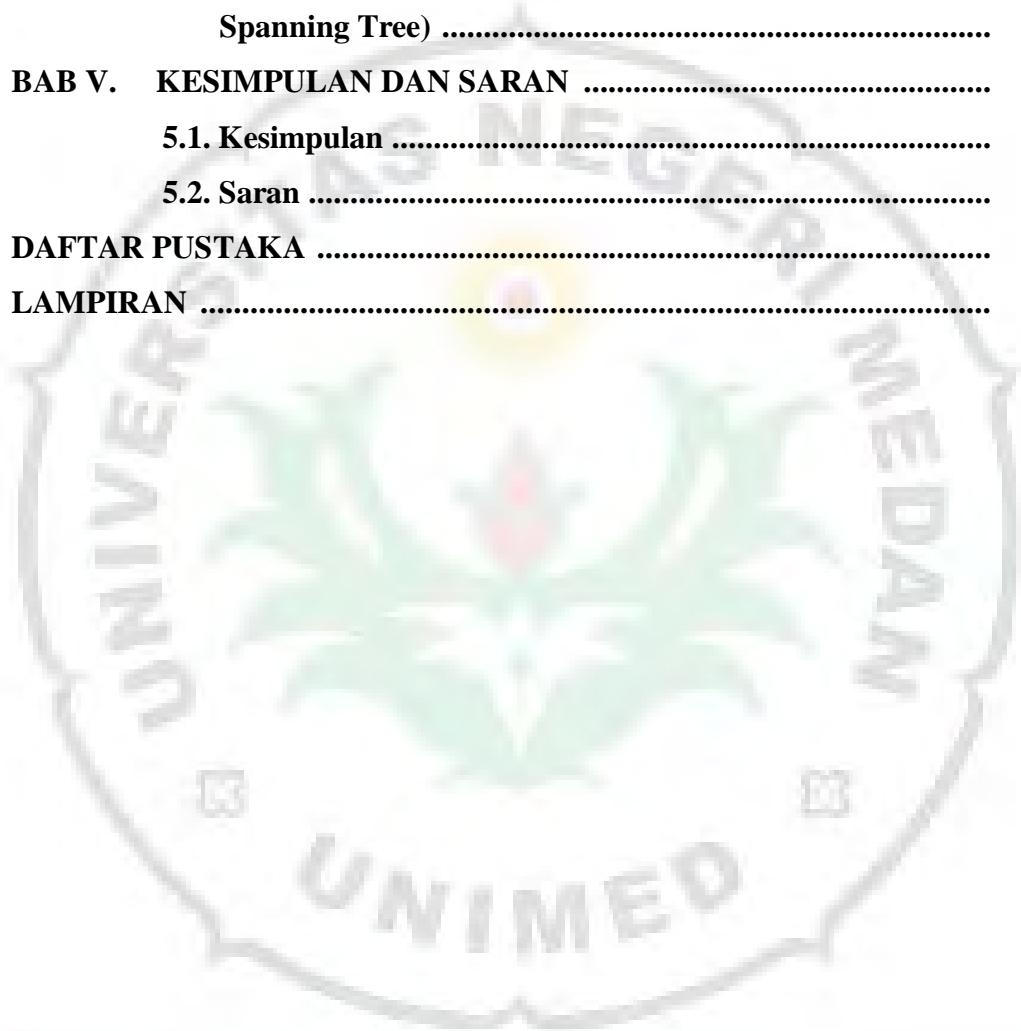 Spanning Tree) ....................................................................
BAB V. KESIMPULAN DAN SARAN ..................................................
5.1. Kesimpulan ..........................................................................
5.2. Saran ....................................................................................
DAFTAR PUSTAKA ...................................................................................
LAMPIRAN .................................................................................................
UNIVERSITAS NEGERI MEDAN
UNIMED